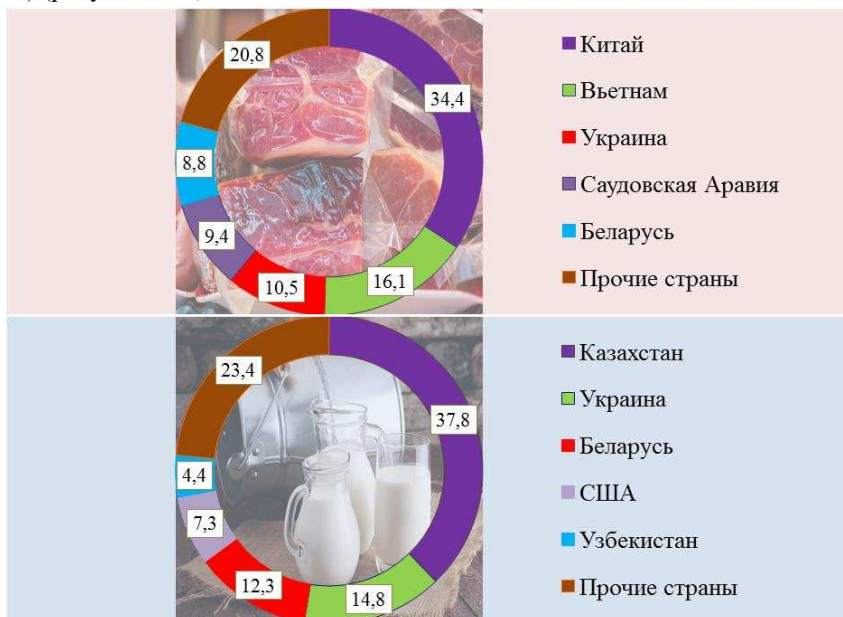 20,8
34,4
8,8
9,4
10,5
16,1
Китай
Вьетнам
Украина
Саудовская Аравия
Беларусь
Прочие страны
23,4
37,8
4,4
7,3
12,3
14,8
Казахстан
Украина
Беларусь
США
Узбекистан
Прочие страны